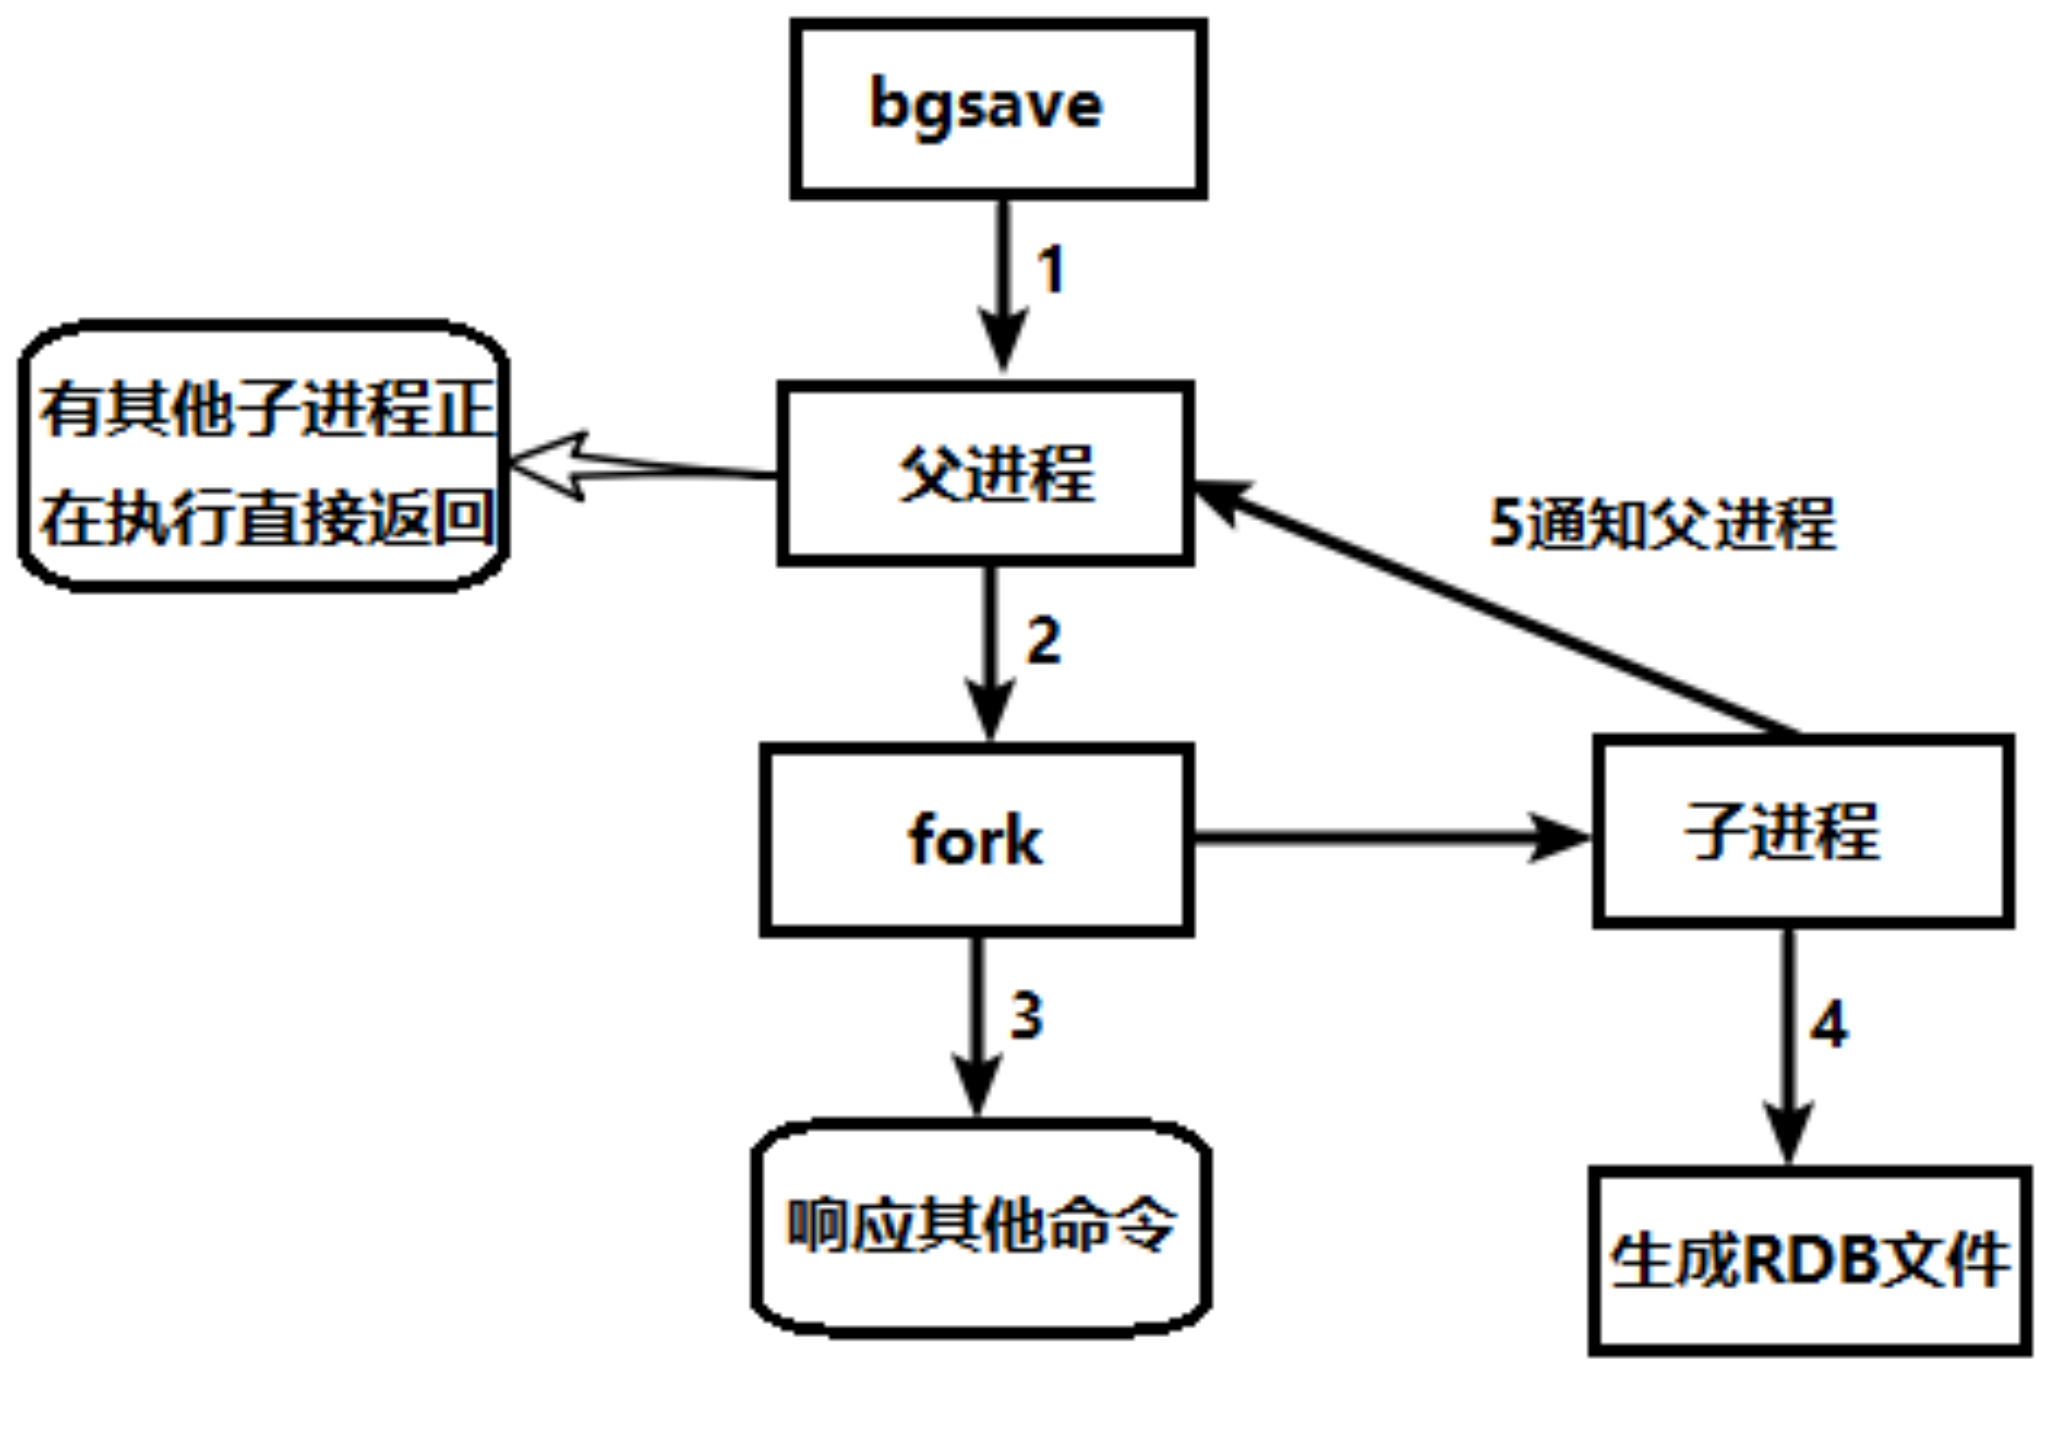 bgsave
1
有其他子进程正
在执行直接返回
父进程
5通知父进程
2
fork
子进程
3
4
响应其他命令
生成RDB文件